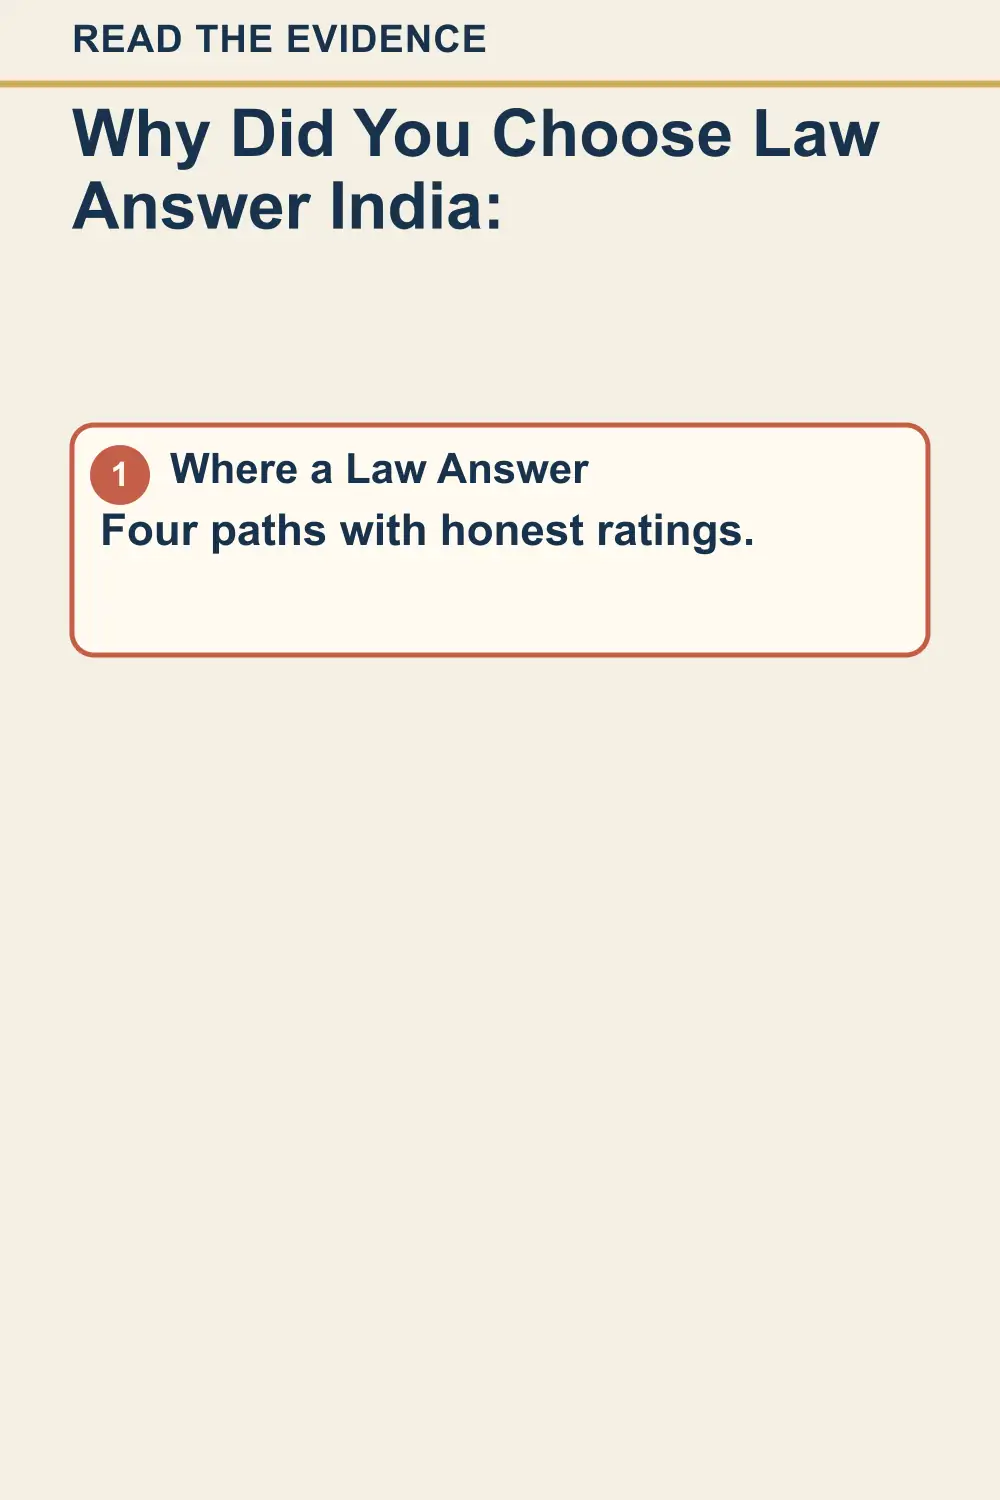 READ THE EVIDENCE
Why Did You Choose Law
Answer India:
1 Where a Law Answer
Four paths with honest ratings.